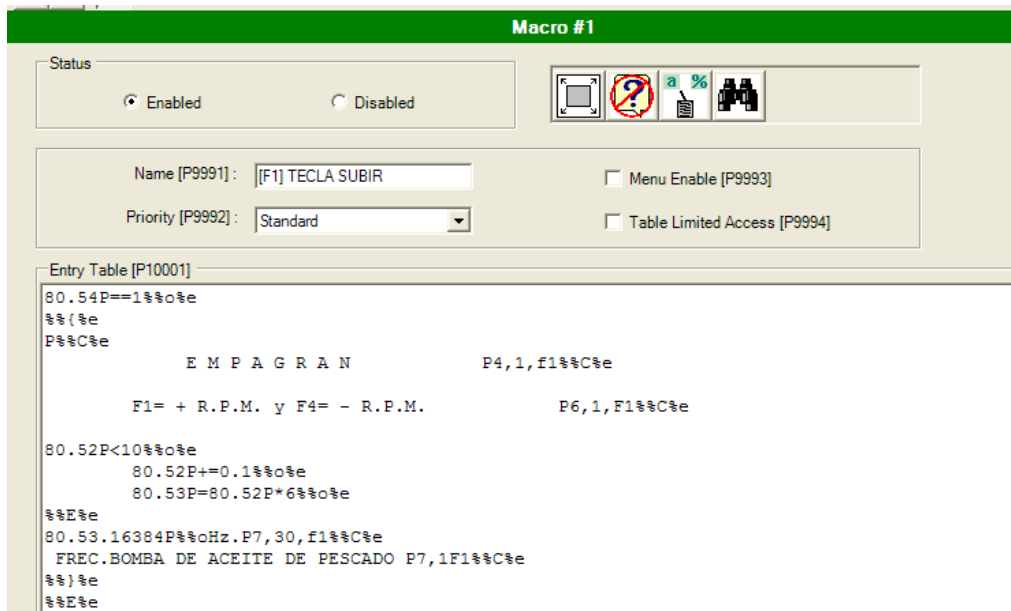 Macro #1
Status
Enabled Disabled
a %
Name [P9991] : [F1] TECLA SUBIR Menu Enable [P9993]
Priority [P9992] : Standard Table Limited Access [P9994]
Entry Table [P10001]
80.54P==1%%o%e
%%{%e
P%%C%e
E M P A G R A N P4,1,f1%%C%e
F1= + R.P.M. y F4= - R.P.M. P6,1,F1%%C%e
80.52P<10%%o%e
80.52P+=0.1%%o%e
80.53P=80.52P*6%%o%e
%%E%e
80.53.16384P%%oHz.P7,30,f1%%C%e
FREC.BOMBA DE ACEITE DE PESCADO P7,1F1%%C%e
%%}%e
%%E%e